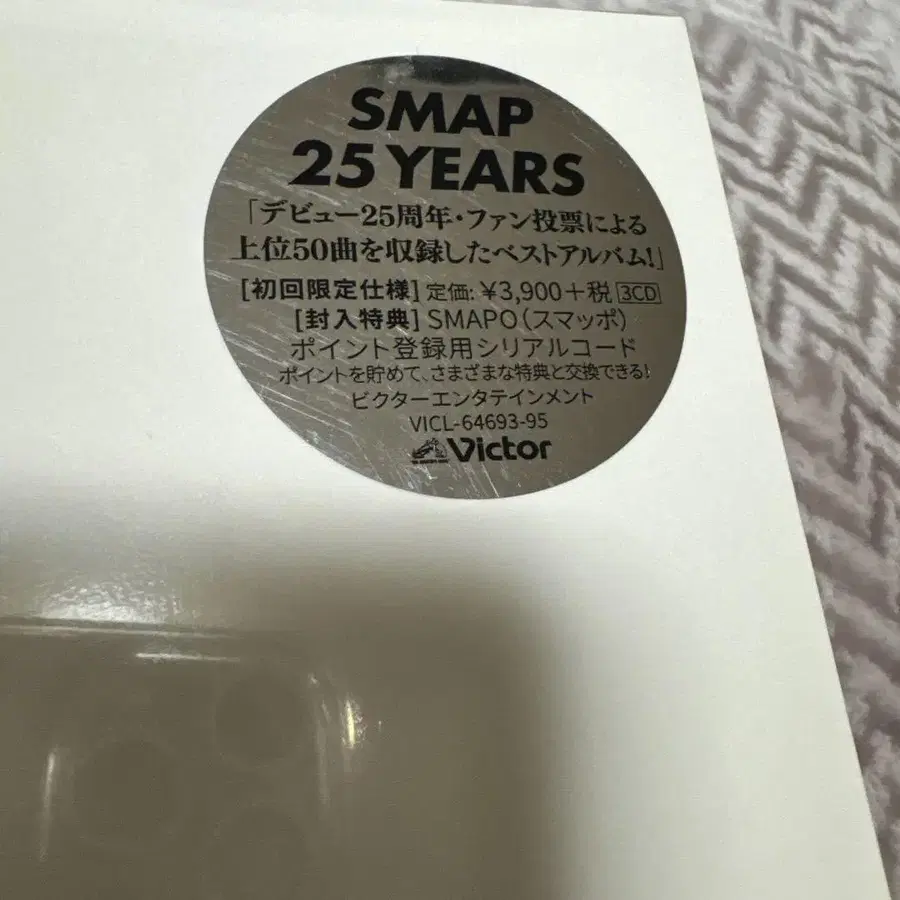 SMAP
25 YEARS
「デビュー25周年・ファン投票による
上位50曲を収録したベストアルバム!」
[初回限定仕様] 定価: ¥3,900+税 3CD
[封入特典] SMAPO(スマッポ)
ポイント登録用シリアルコード
ポイントを貯めて、さまざまな特典と交換できる!
ビクターエンタテインメント
VICL-64693-95
Victor